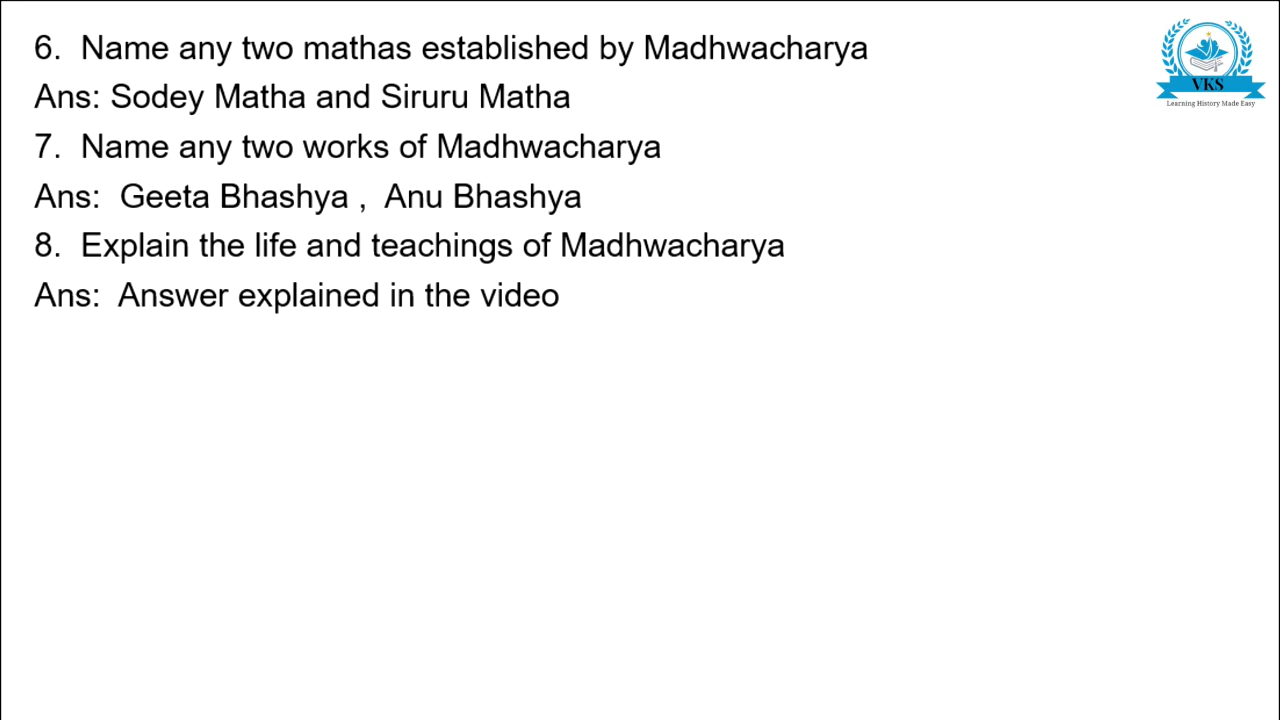 6. Name any two mathas established by Madhwacharya
Ans: Sodey Matha and Siruru Matha
7. Name any two works of Madhwacharya
Ans: Geeta Bhashya , Anu Bhashya
8. Explain the life and teachings of Madhwacharya
Ans: Answer explained in the video
VKS
Learning History Made Easy